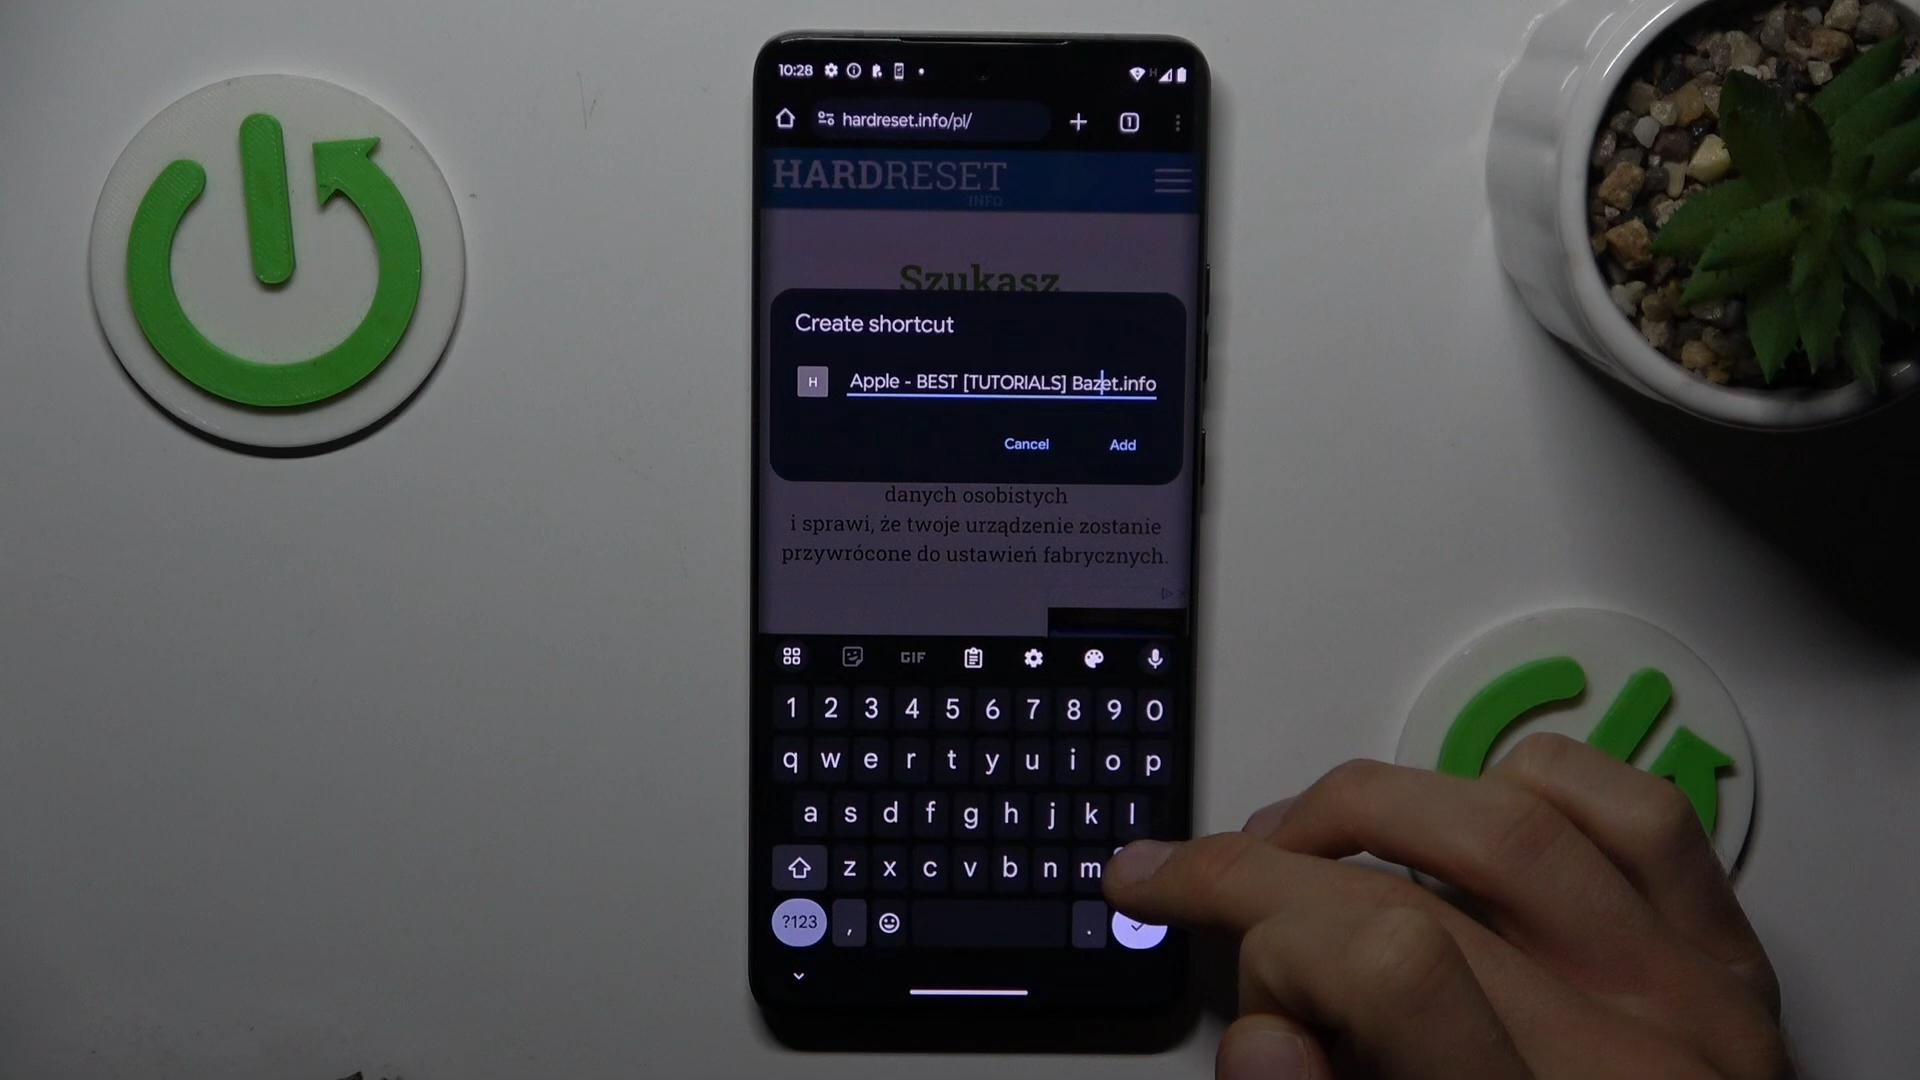 10:28
hardreset.info/pl/
1
HARDRESET
INFO
Szukasz
Create shortcut
H Apple - BEST [TUTORIALS] Bazet.info
Cancel Add
danych osobistych
i sprawi, że twoje urządzenie zostanie
przywrócone do ustawień fabrycznych.
GIF
1 2 3 4 5 6 7 8 9 0
q w e r t y u i o p
a s d f g h j k l
z x c v b n m
?123 , .